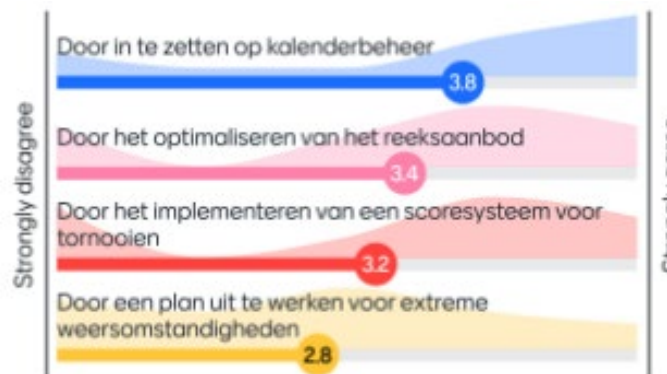 Strongly disagree
Door in te zetten op kalenderbeheer
3.8
Door het optimaliseren van het reeksaanbod
3.4
Door het implementeren van een scoresysteem voor
tornooien
3.2
Door een plan uit te werken voor extreme
weersomstandigheden
2.8